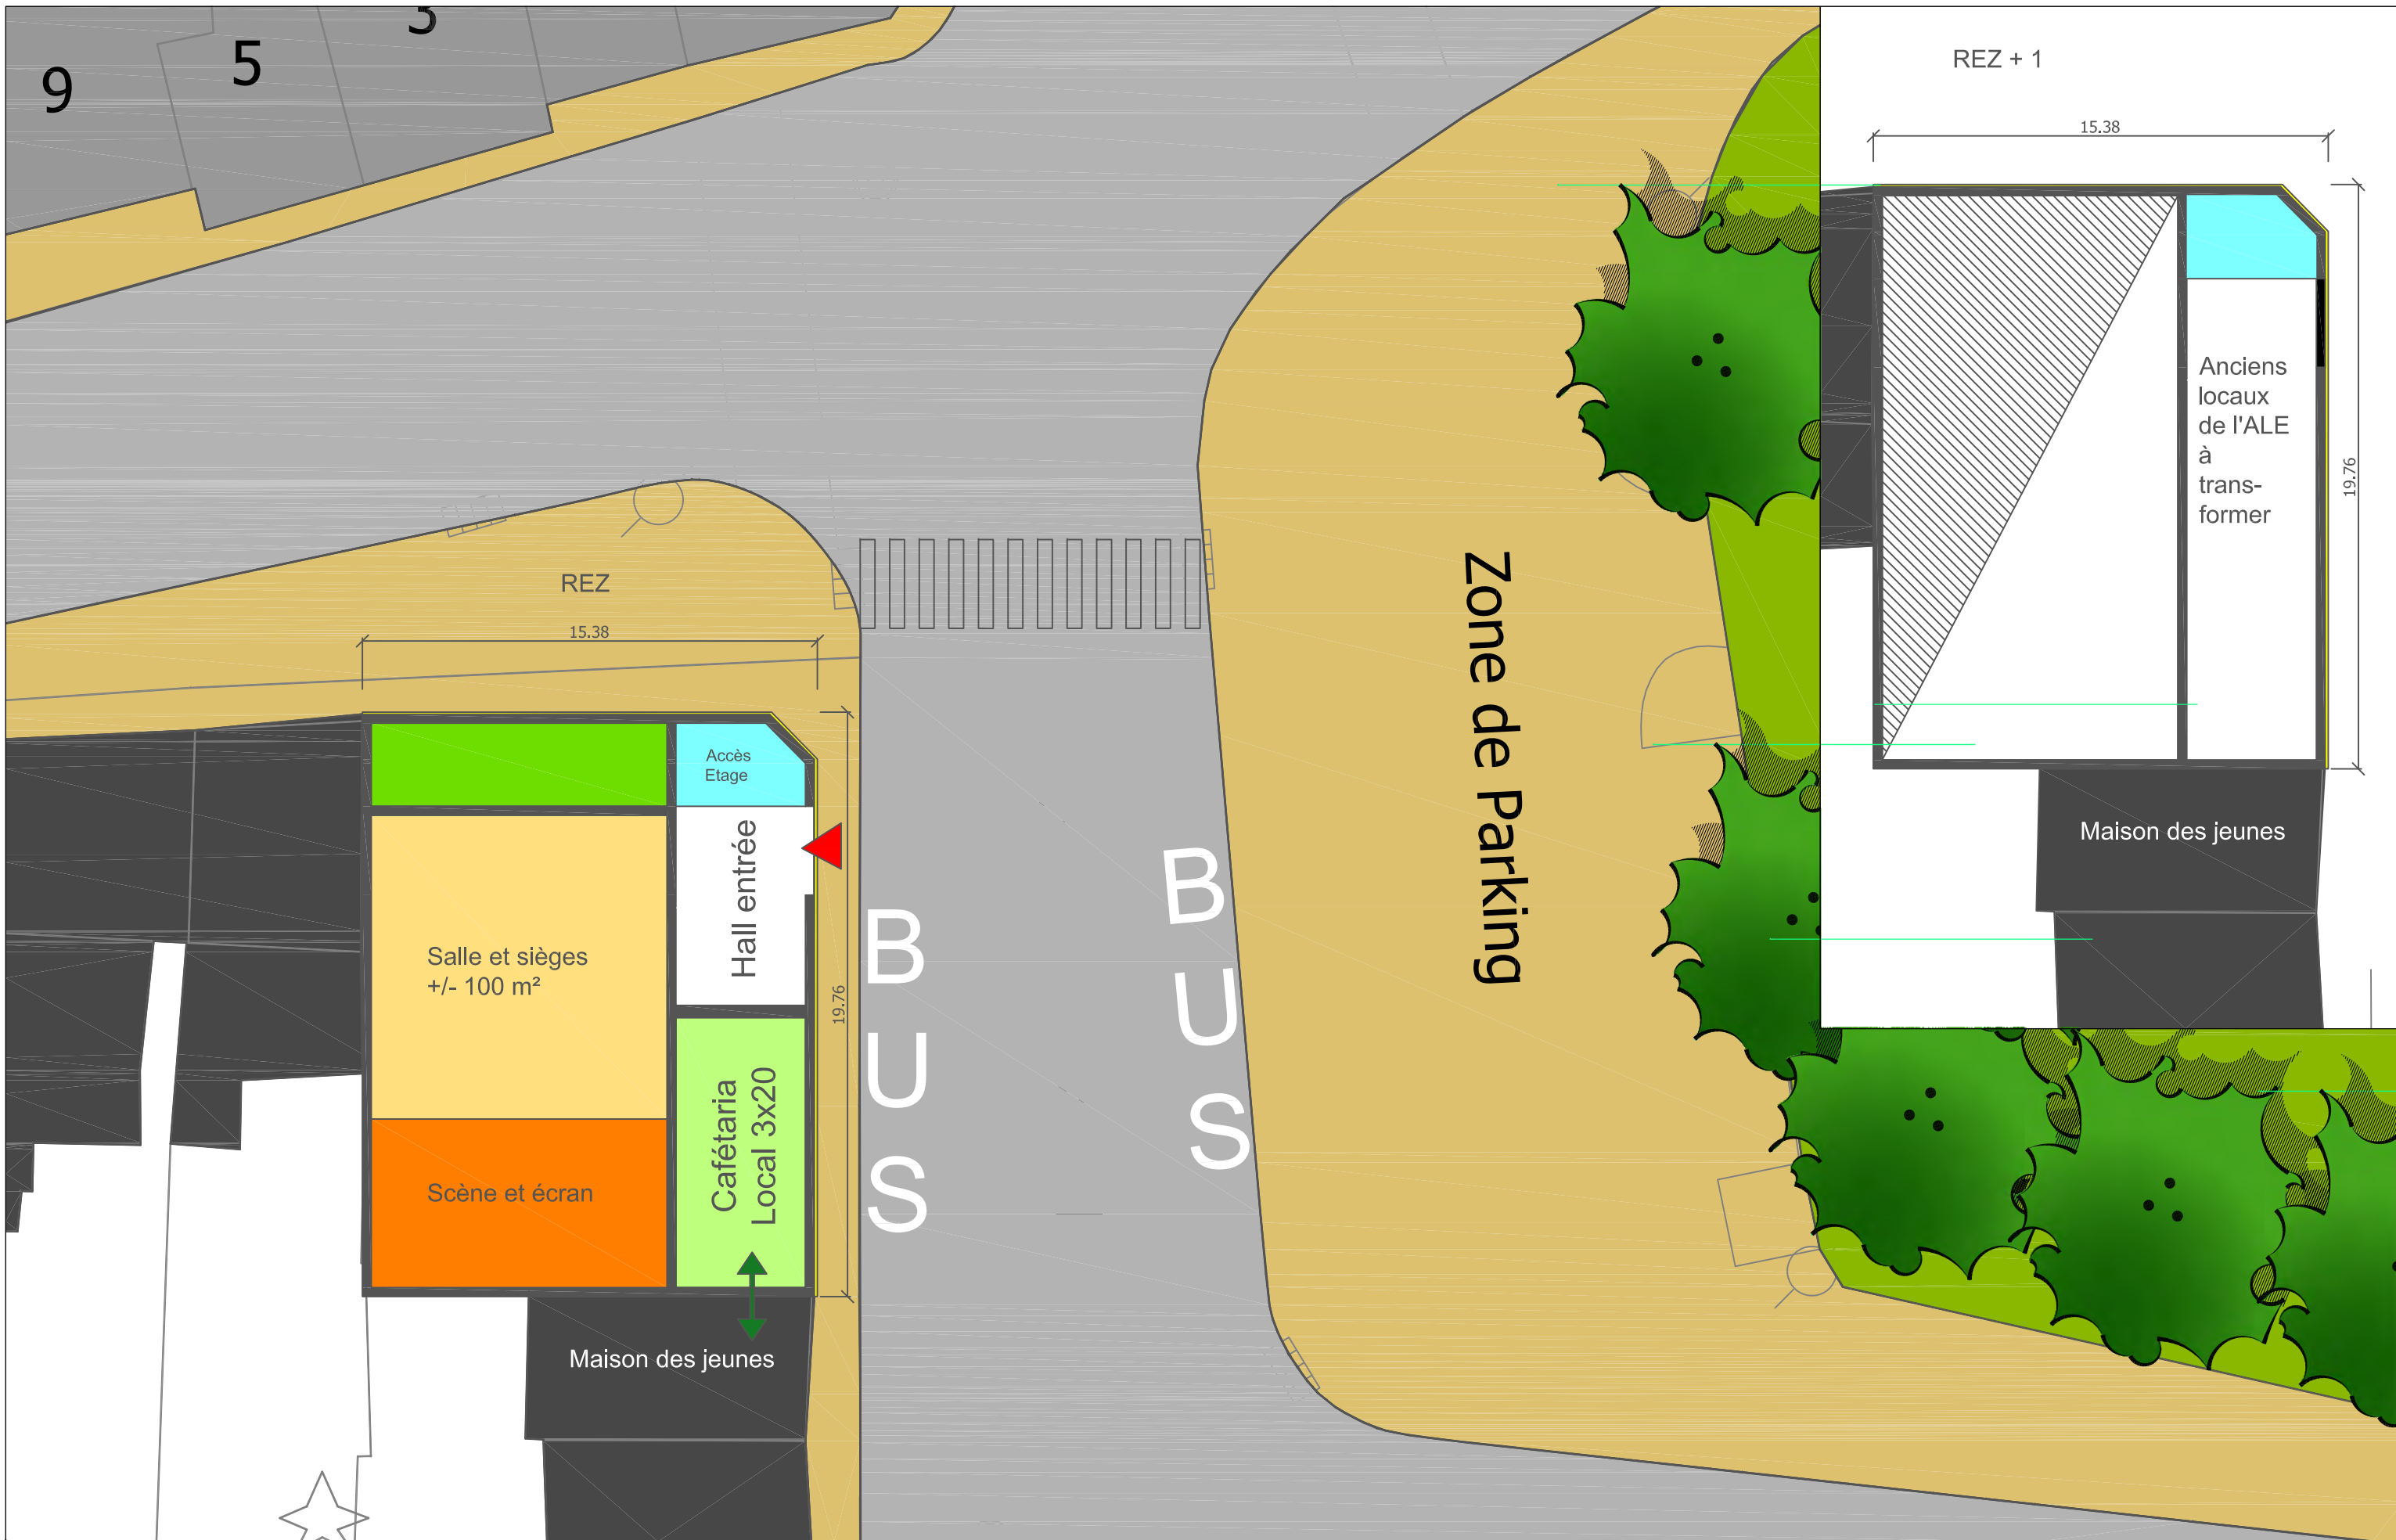 3
5
9
REZ + 1
15.38
19.76
Anciens
locaux
de l'ALE
à
trans-
former
Maison des jeunes
REZ
15.38
19.76
Accès
Etage
Hall entrée
Salle et sièges
+/- 100 m²
Scène et écran
Cafétaria
Local 3x20
Maison des jeunes
BUS
BUS
Zone de Parking